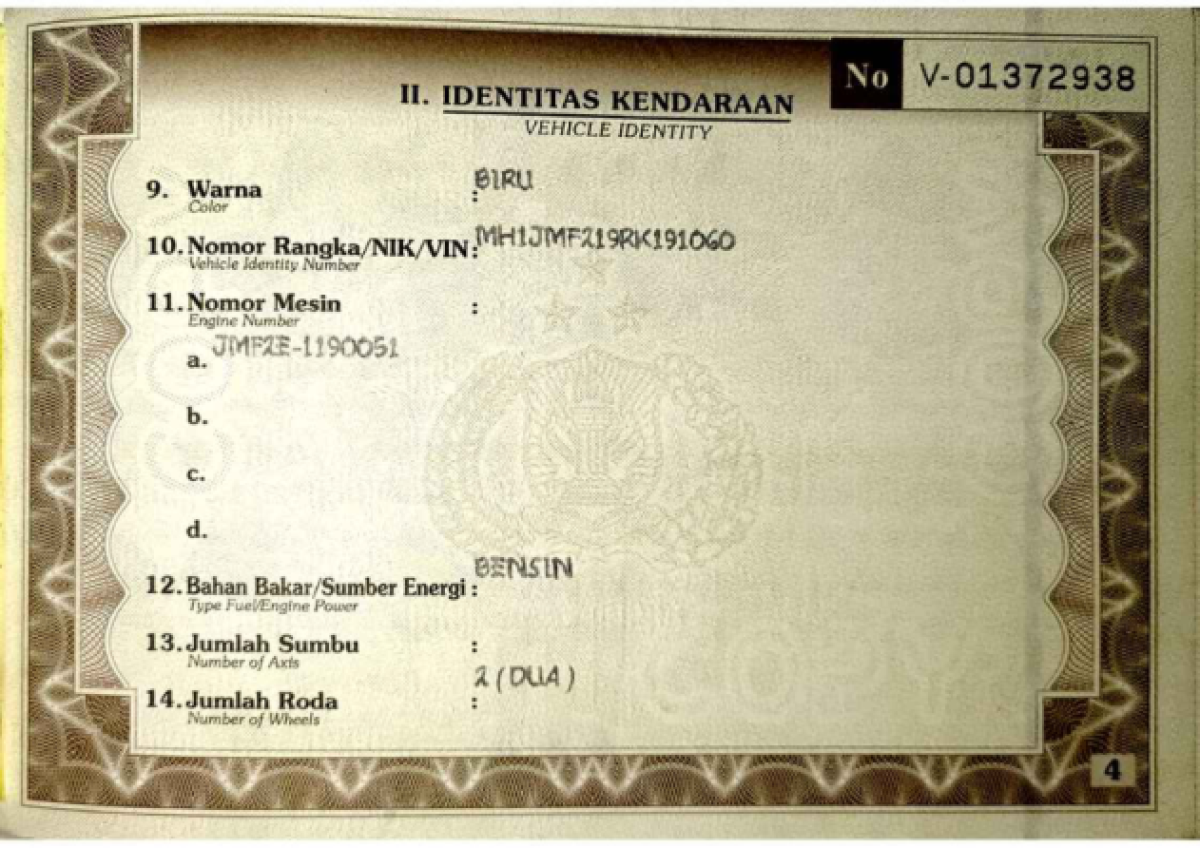 No V-01372938
II. IDENTITAS KENDARAAN
VEHICLE IDENTITY
9. Warna : BIRU
Color
10. Nomor Rangka/NIK/VIN : MH1JMF219RK191060
Vehicle Identity Number
11. Nomor Mesin :
Engine Number
a. JMF2E-1190051
b.
c.
d.
12. Bahan Bakar/Sumber Energi : BENSIN
Type Fuel/Engine Power
13. Jumlah Sumbu :
Number of Axis
14. Jumlah Roda : 2 (DUA)
Number of Wheels
4